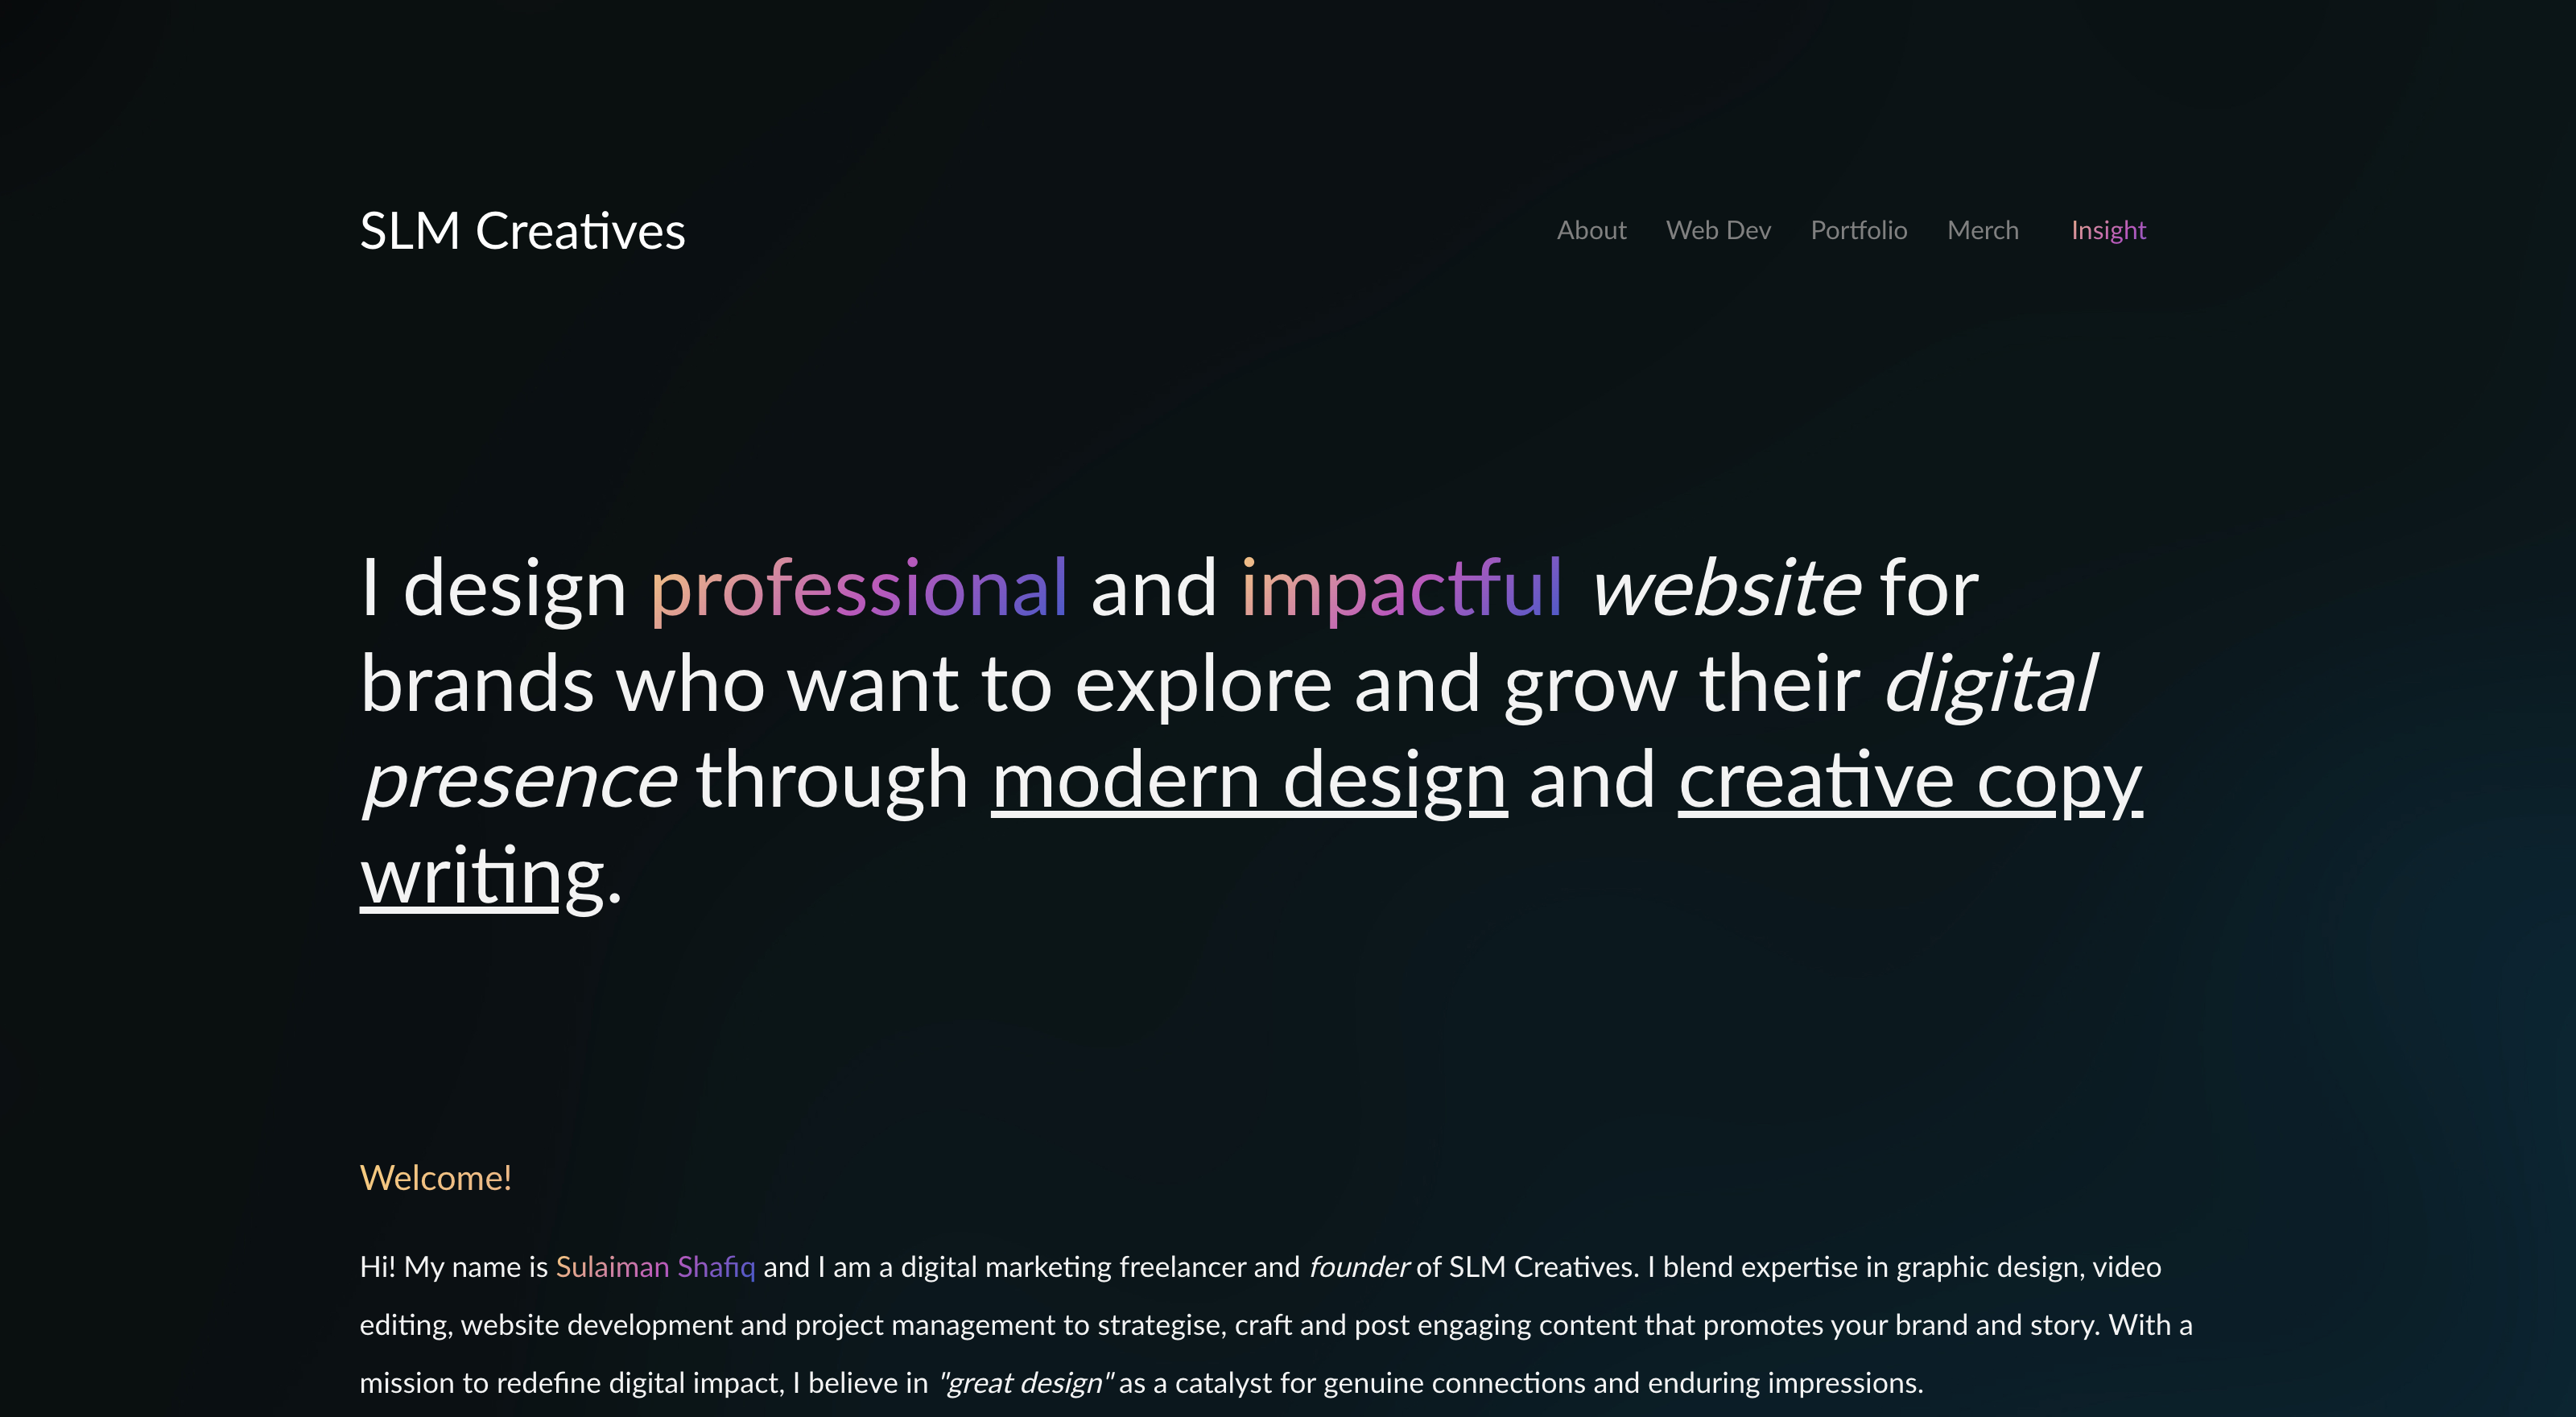 SLM Creatives
About Web Dev Portfolio Merch Insight
I design professional and impactful website for
brands who want to explore and grow their digital
presence through modern design and creative copy
writing.
Welcome!
Hi! My name is Sulaiman Shafiq and I am a digital marketing freelancer and founder of SLM Creatives. I blend expertise in graphic design, video
editing, website development and project management to strategise, craft and post engaging content that promotes your brand and story. With a
mission to redefine digital impact, I believe in "great design" as a catalyst for genuine connections and enduring impressions.